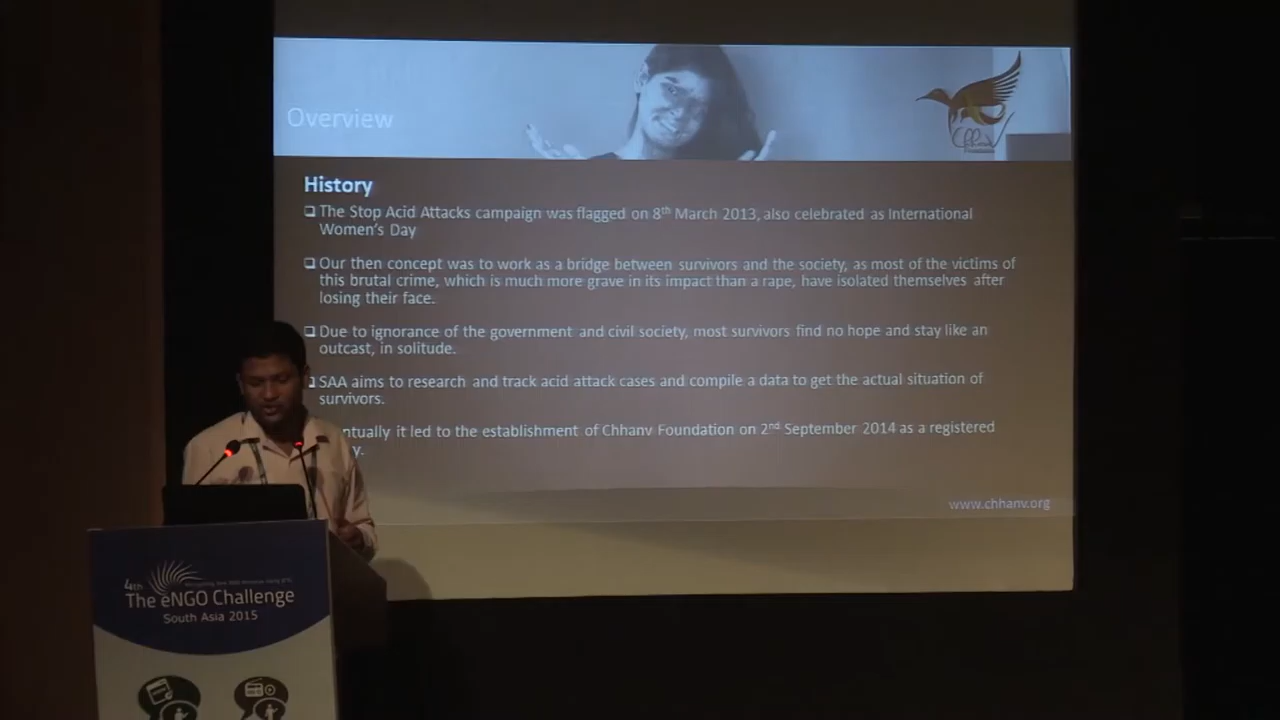 Overview
Chhanv
Foundation
History
The Stop Acid Attacks campaign was flagged on 8th March 2013, also celebrated as International
Women's Day
Our then concept was to work as a bridge between survivors and the society, as most of the victims of
this brutal crime, which is much more grave in its impact than a rape, have isolated themselves after
losing their face.
Due to ignorance of the government and civil society, most survivors find no hope and stay like an
outcast, in solitude.
SAA aims to research and track acid attack cases and compile a data to get the actual situation of
survivors.
ntually it led to the establishment of Chhanv Foundation on 2nd September 2014 as a registered
y.
www.chhanv.org
4th
The eNGO Challenge
South Asia 2015